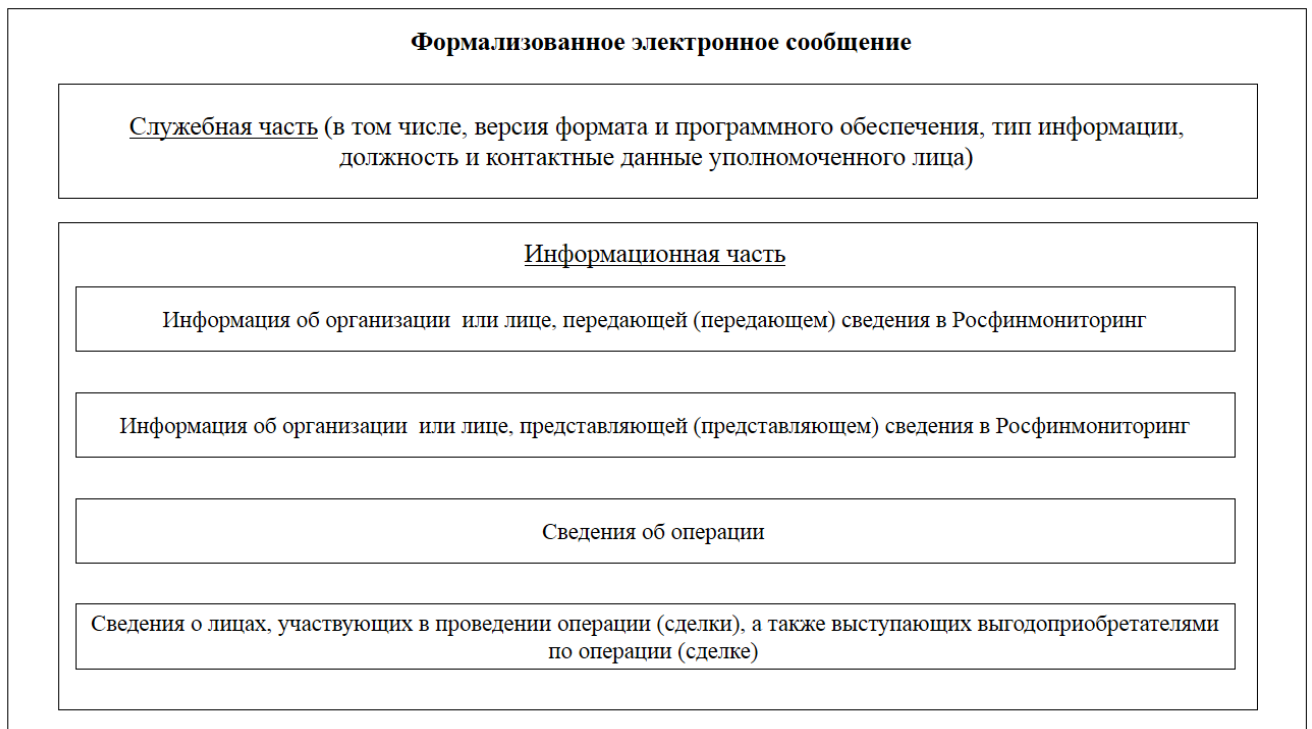 Формализованное электронное сообщение
Служебная часть (в том числе, версия формата и программного обеспечения, тип информации,
должность и контактные данные уполномоченного лица)
Информационная часть
Информация об организации  или лице, передающей (передающем) сведения в Росфинмониторинг
Информация об организации  или лице, представляющей (представляющем) сведения в Росфинмониторинг
Сведения об операции
Сведения о лицах, участвующих в проведении операции (сделки), а также выступающих выгодоприобретателями
по операции (сделке)